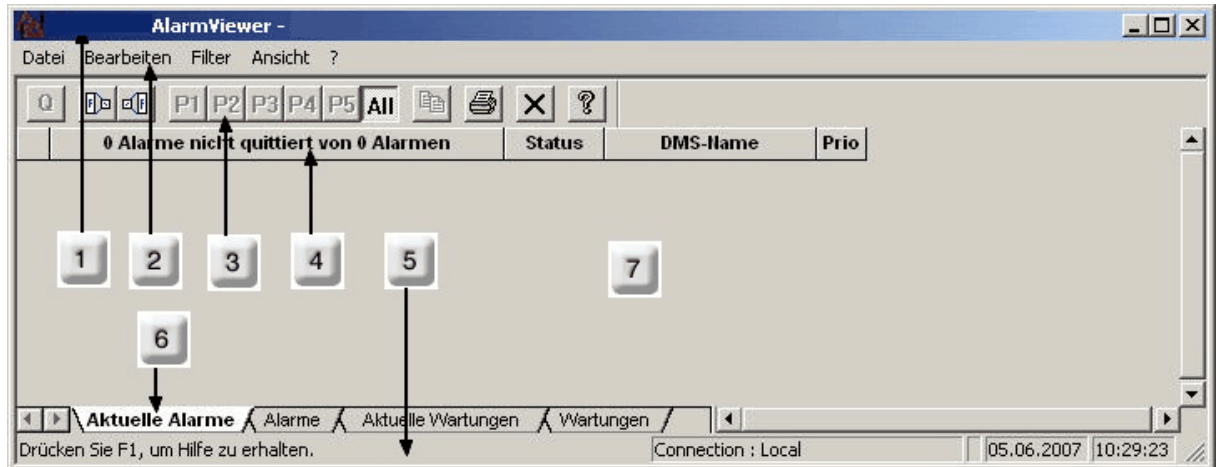 AlarmViewer -
Datei Bearbeiten Filter Ansicht ?
Q F F P1 P2 P3 P4 P5 All ?
0 Alarme nicht quittiert von 0 Alarmen Status DMS-Name Prio
1 2 3 4 5 7
6
Aktuelle Alarme Alarme Aktuelle Wartungen Wartungen
Drücken Sie F1, um Hilfe zu erhalten. Connection : Local 05.06.2007 10:29:23